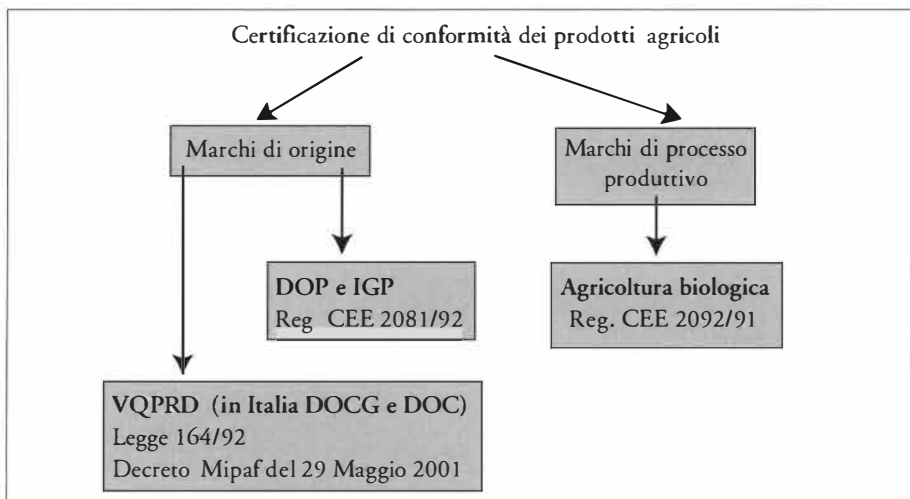 Certificazione di conformità dei prodotti agricoli
Marchi di origine
Marchi di processo
produttivo
DOP e IGP
Reg CEE 2081/92
Agricoltura biologica
Reg. CEE 2092/91
VQPRD (in Italia DOCG e DOC)
Legge 164/92
Decreto Mipaf del 29 Maggio 2001